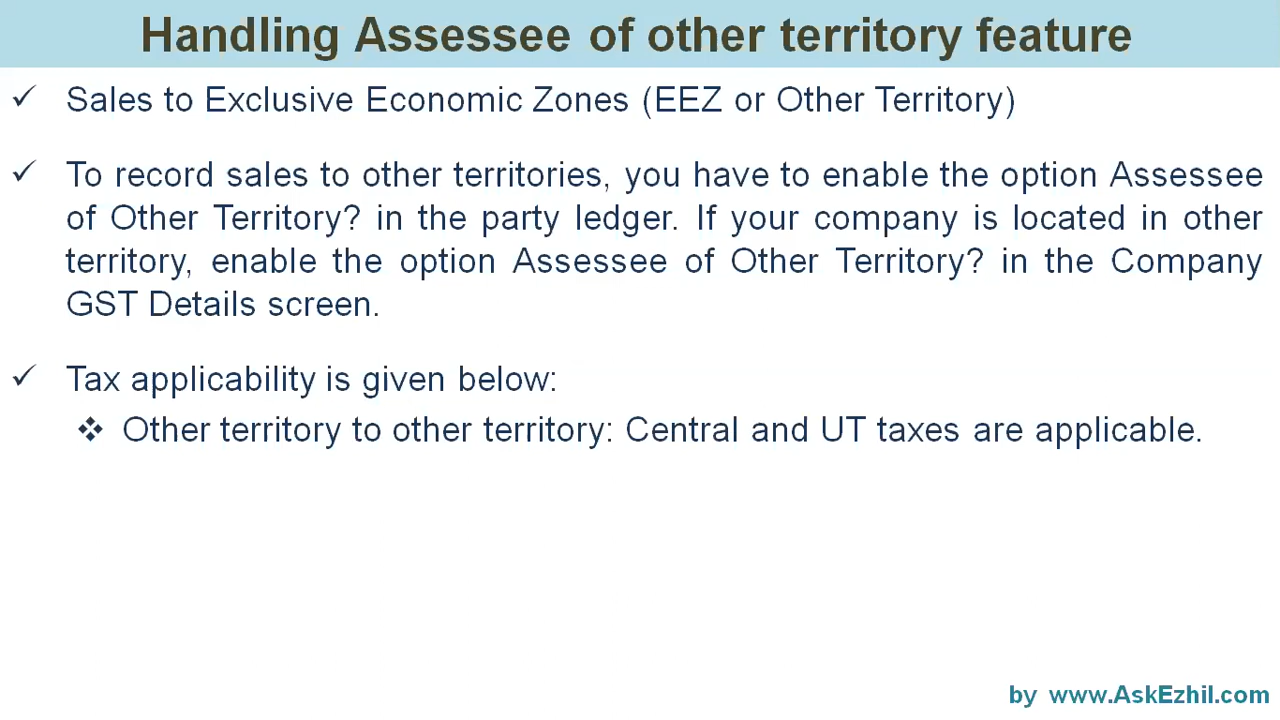 Handling Assessee of other territory feature
✓ Sales to Exclusive Economic Zones (EEZ or Other Territory)
✓ To record sales to other territories, you have to enable the option Assessee
of Other Territory? in the party ledger. If your company is located in other
territory, enable the option Assessee of Other Territory? in the Company
GST Details screen.
✓ Tax applicability is given below:
❖ Other territory to other territory: Central and UT taxes are applicable.
by www.AskEzhil.com